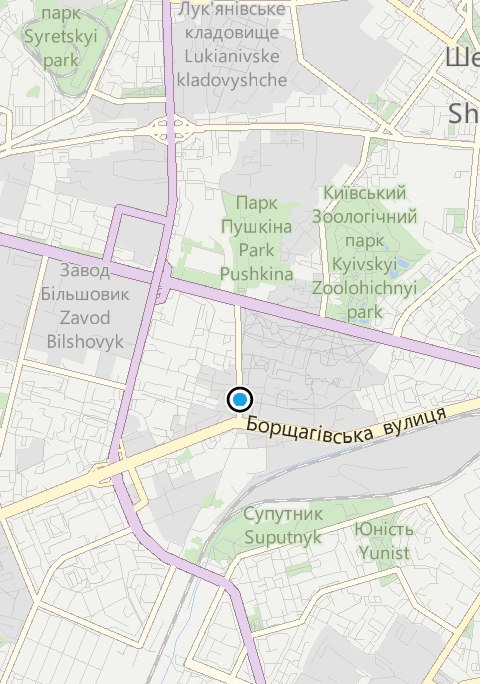 парк
Syretskyi
park
Лук'янівське
кладовище
Lukianivske
kladovyshche
Ше
Sh
Парк
Пушкіна
Park
Pushkina
Київський
Зоологічний
парк
Kyivskyi
Zoolohichnyi
park
Завод
Більшовик
Zavod
Bilshovyk
Борщагівська вулиця
Супутник
Suputnyk
Юність
Yunist